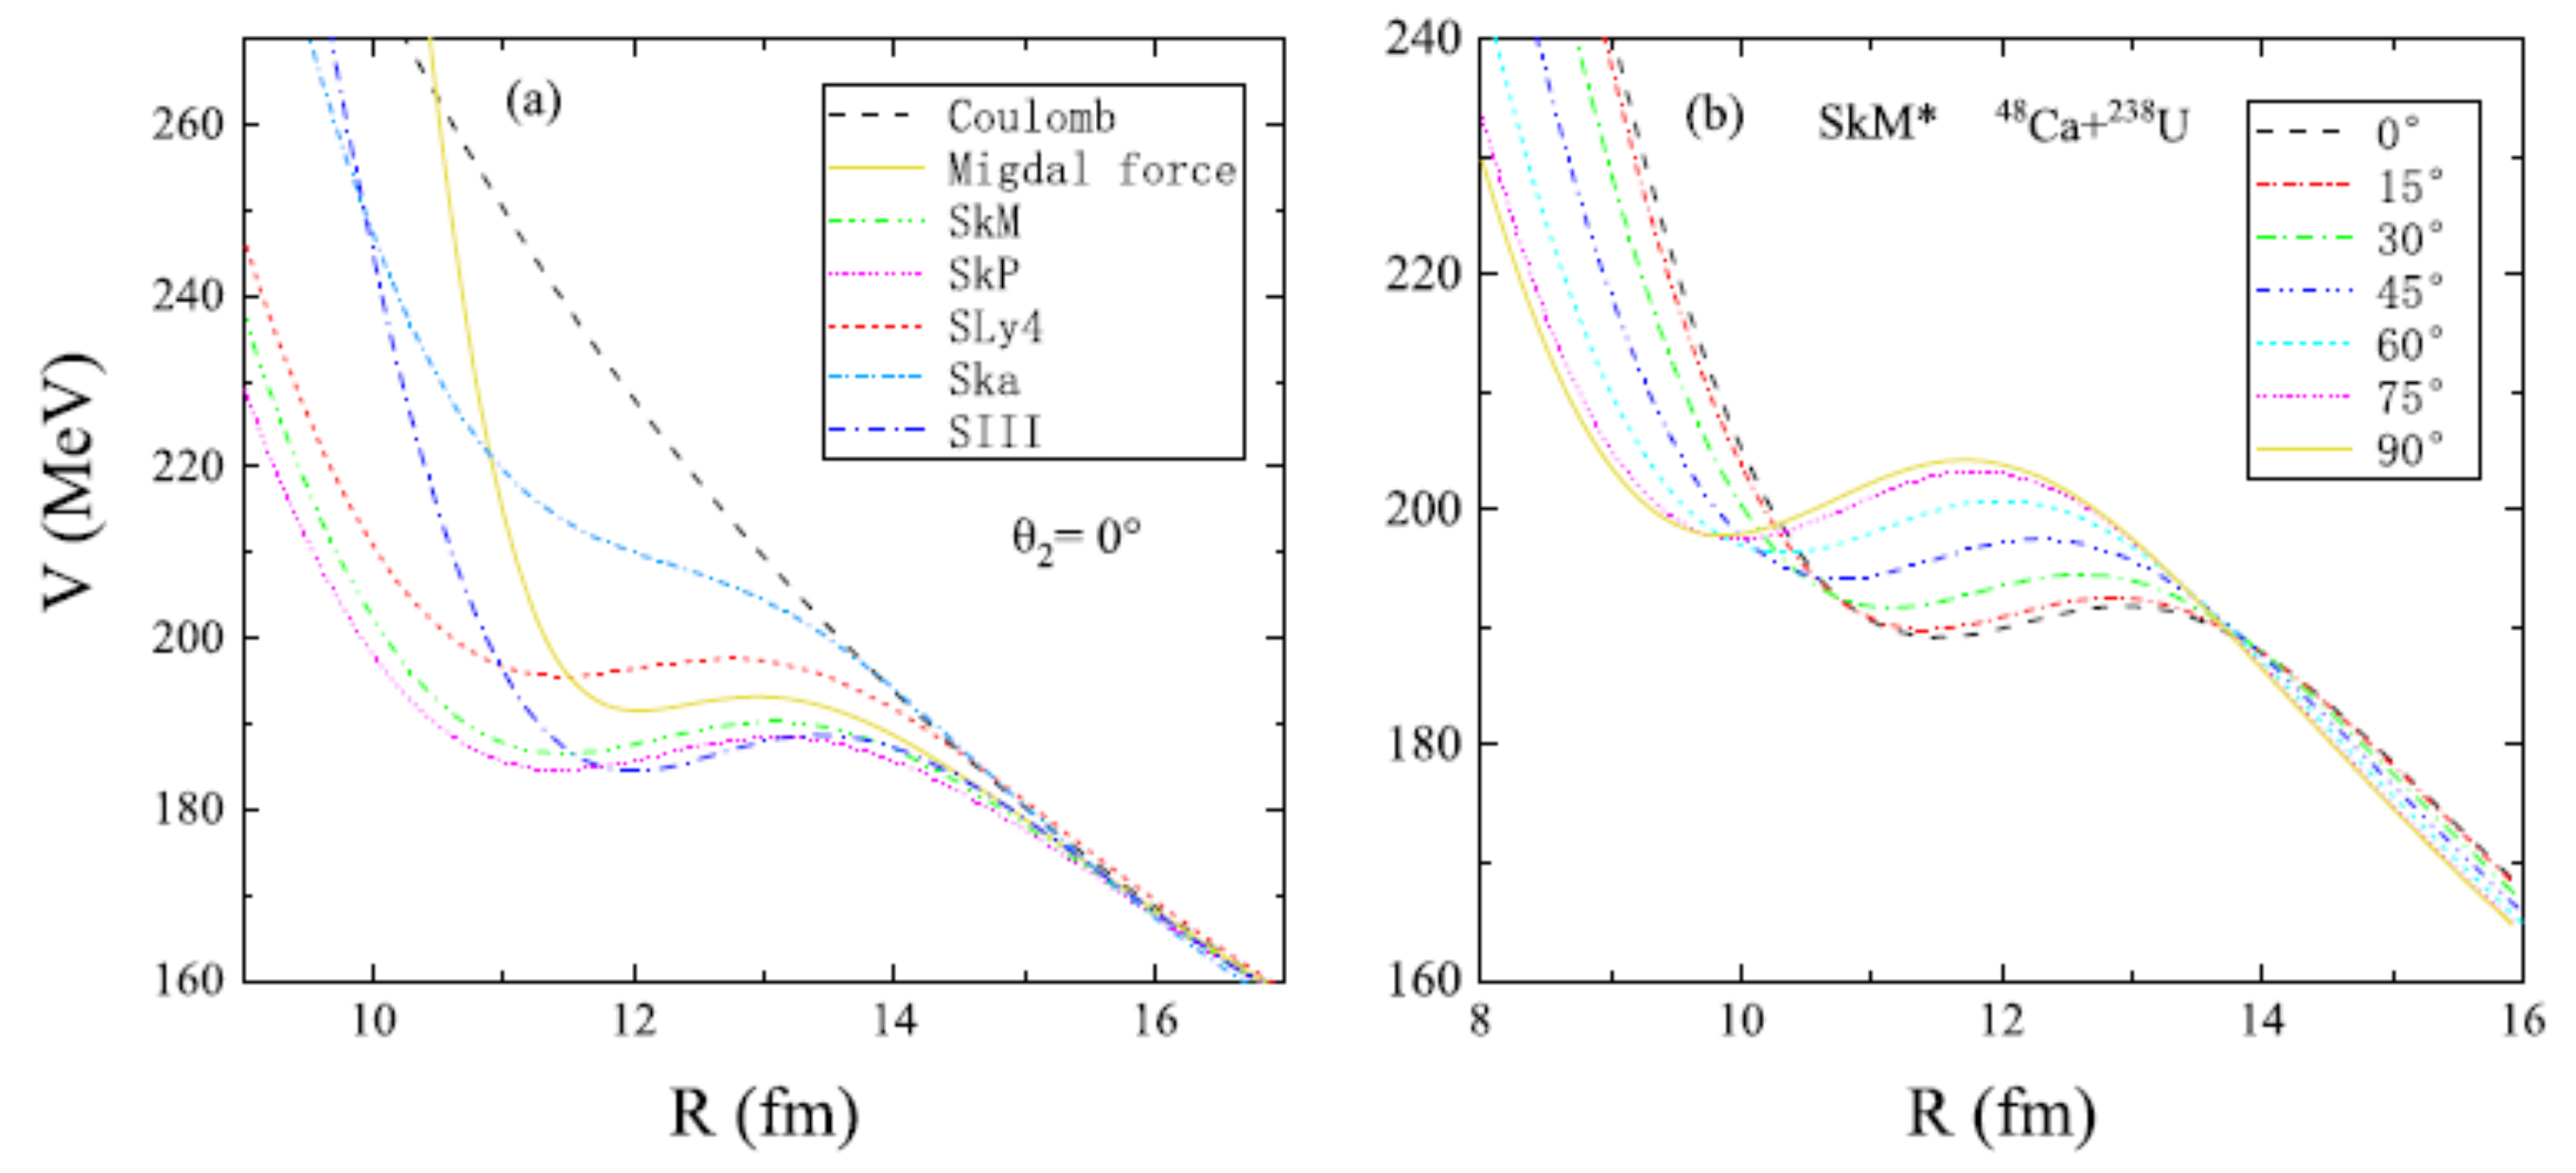 (a)
Coulomb
Migdal force
SkM
SkP
SLy4
Ska
SIII
θ₂= 0°
260
240
220
200
180
160
10 12 14 16
V (MeV)
R (fm)
(b) SkM* ⁴⁸Ca+²³⁸U
0°
15°
30°
45°
60°
75°
90°
240
220
200
180
160
8 10 12 14 16
R (fm)